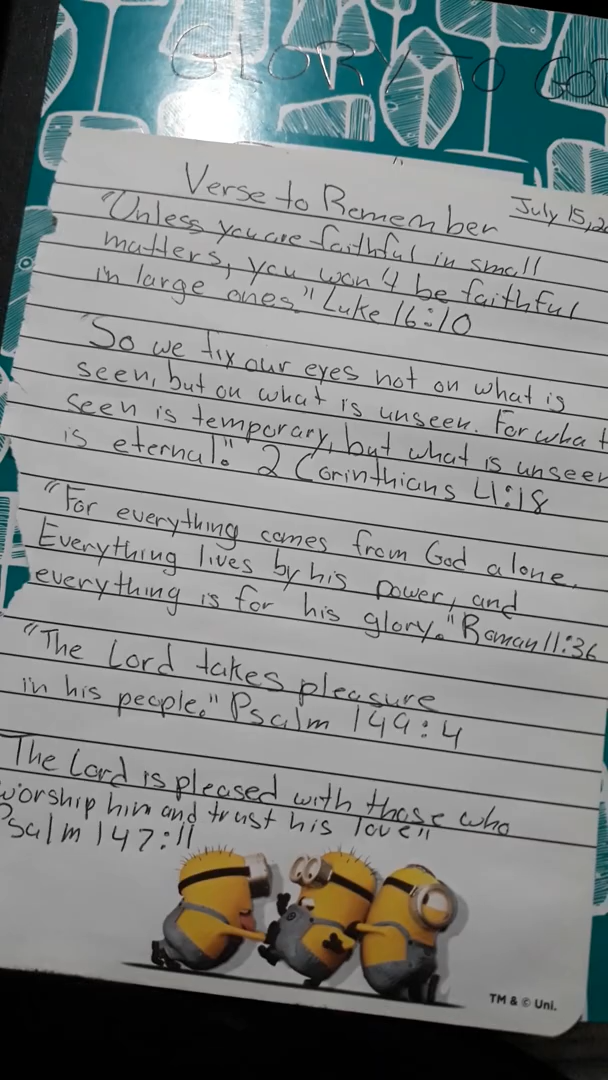 GLORY TO GO
Verse to Remember
July 15, 20
"Unless you are faithful in small
matters, you won't be faithful
in large ones." Luke 16:10
"So we fix our eyes not on what is
seen, but on what is unseen. For what
seen is temporary, but what is unseen
is eternal." 2 Corinthians 4:18
"For everything comes from God alone.
Everything lives by his power, and
everything is for his glory." Roman 11:36
"The Lord takes pleasure
in his people." Psalm 149:4
The Lord is pleased with those who
worship him and trust his love"
Psalm 147:11
TM & © Uni.